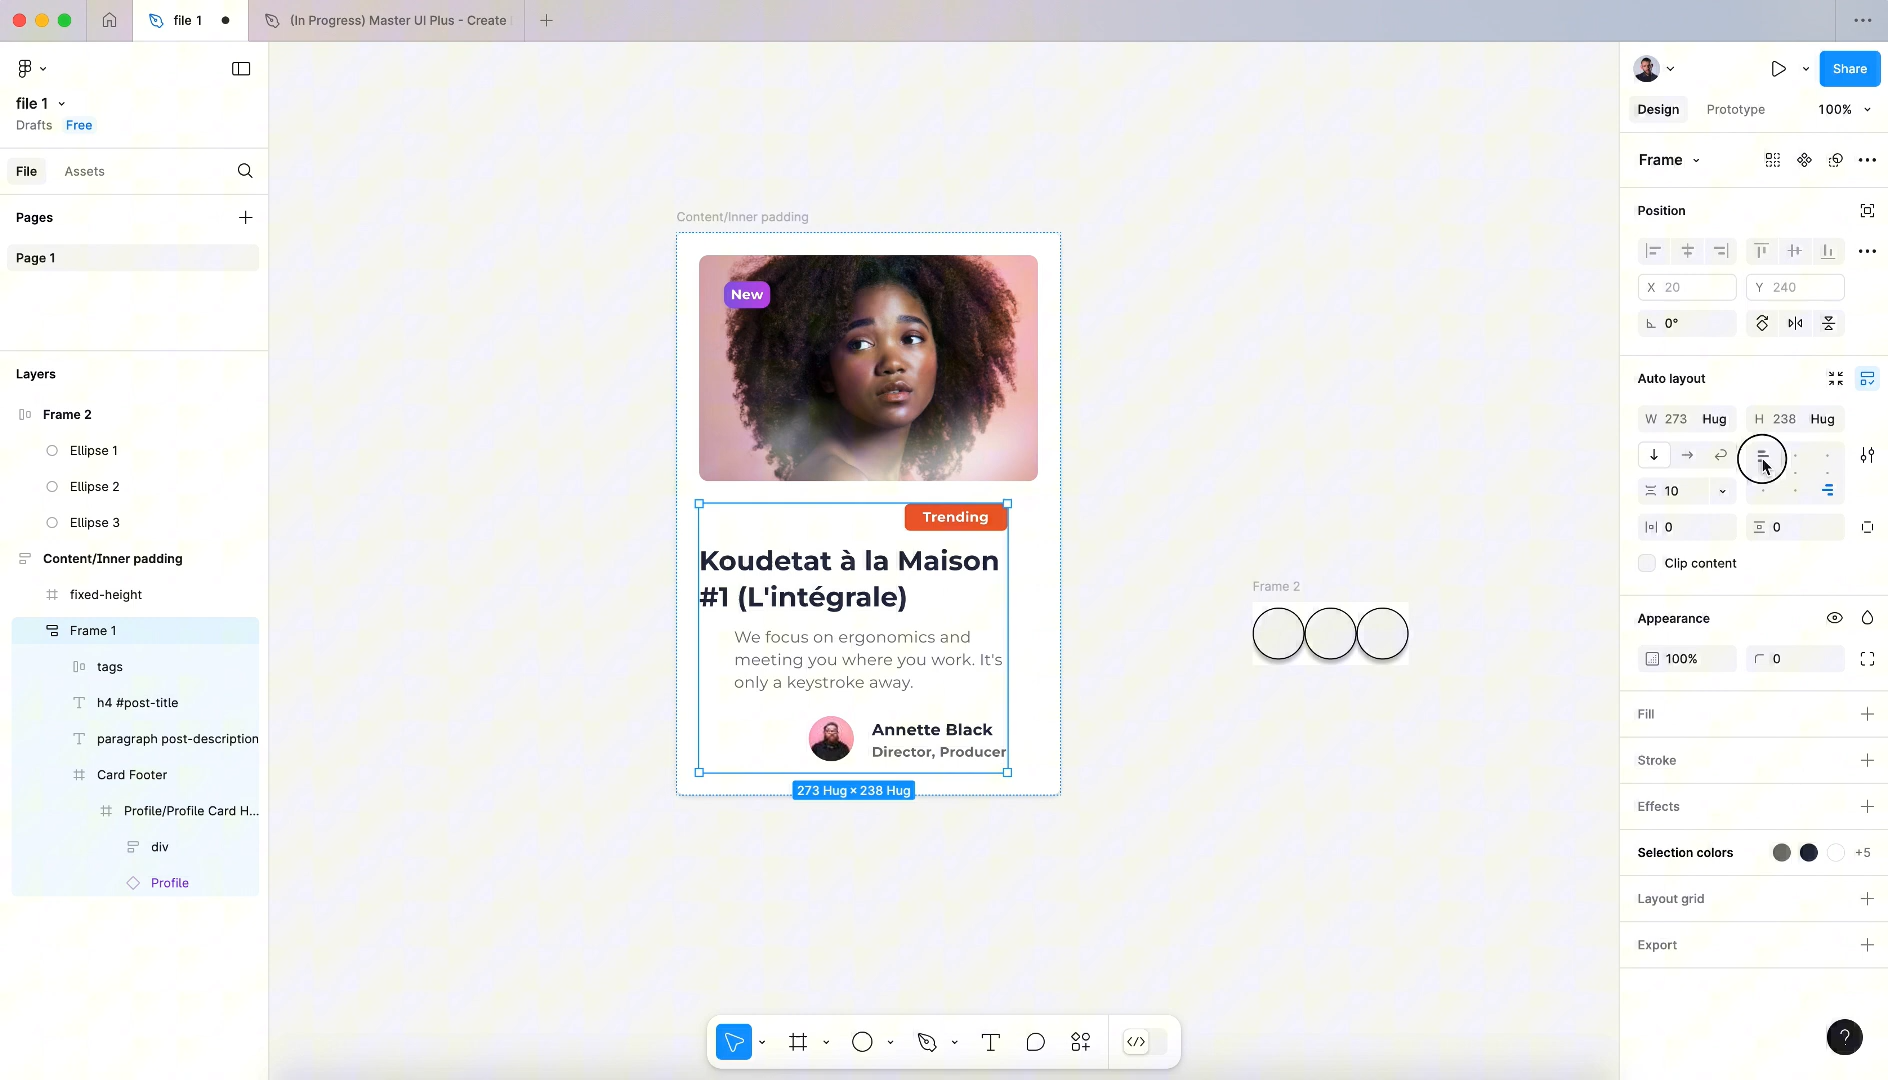 file 1
(In Progress) Master UI Plus - Create
file 1
Drafts Free
File Assets
Pages
Page 1
Layers
Frame 2
Ellipse 1
Ellipse 2
Ellipse 3
Content/Inner padding
fixed-height
Frame 1
tags
h4 #post-title
paragraph post-description
Card Footer
Profile/Profile Card H...
div
Profile
Content/Inner padding
New
Trending
Koudetat à la Maison
#1 (L'intégrale)
We focus on ergonomics and
meeting you where you work. It's
only a keystroke away.
Annette Black
Director, Producer
273 Hug × 238 Hug
Frame 2
Share
Design Prototype 100%
Frame
Position
X 20 Y 240
0°
Auto layout
W 273 Hug H 238 Hug
10
0 0
Clip content
Appearance
100% 0
Fill
Stroke
Effects
Selection colors +5
Layout grid
Export
?